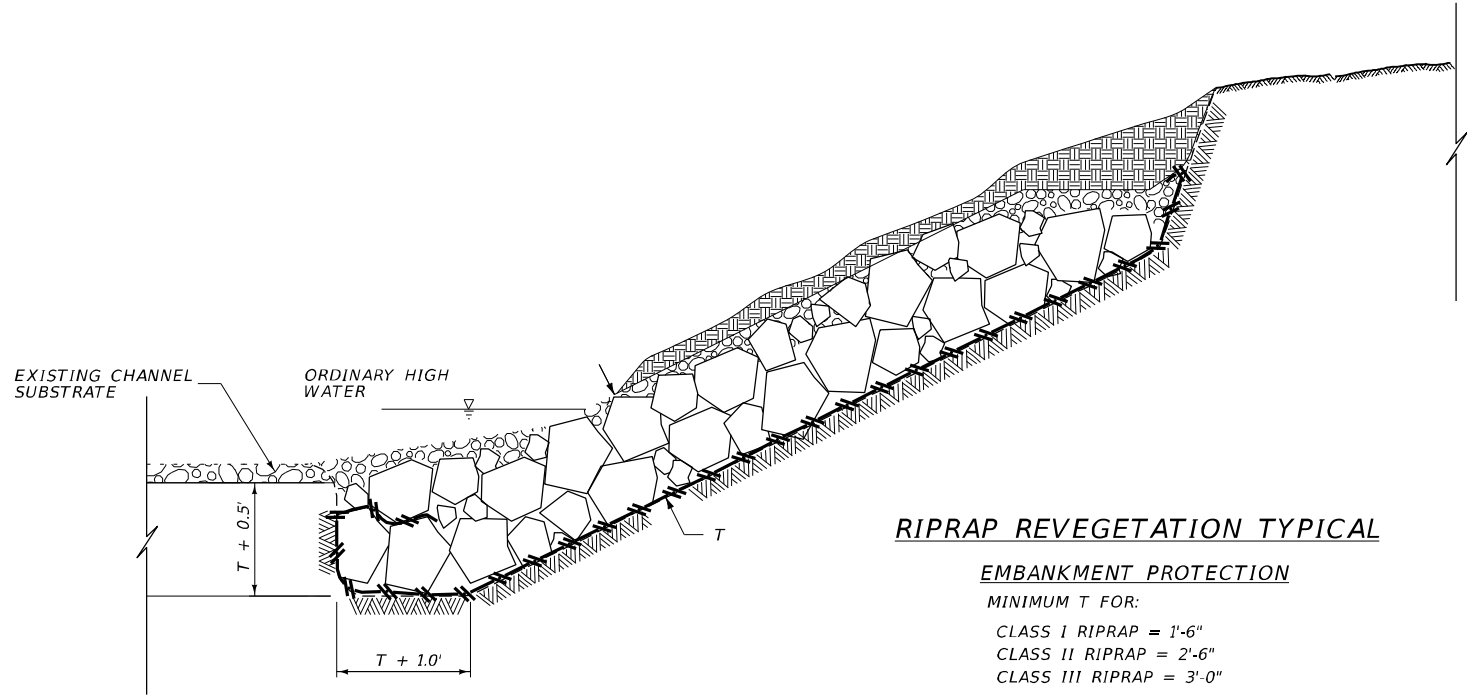 EXISTING CHANNEL
SUBSTRATE
ORDINARY HIGH
WATER
T + 0.5'
T + 1.0'
T
RIPRAP REVEGETATION TYPICAL
EMBANKMENT PROTECTION
MINIMUM T FOR:
CLASS I RIPRAP = 1'-6"
CLASS II RIPRAP = 2'-6"
CLASS III RIPRAP = 3'-0"